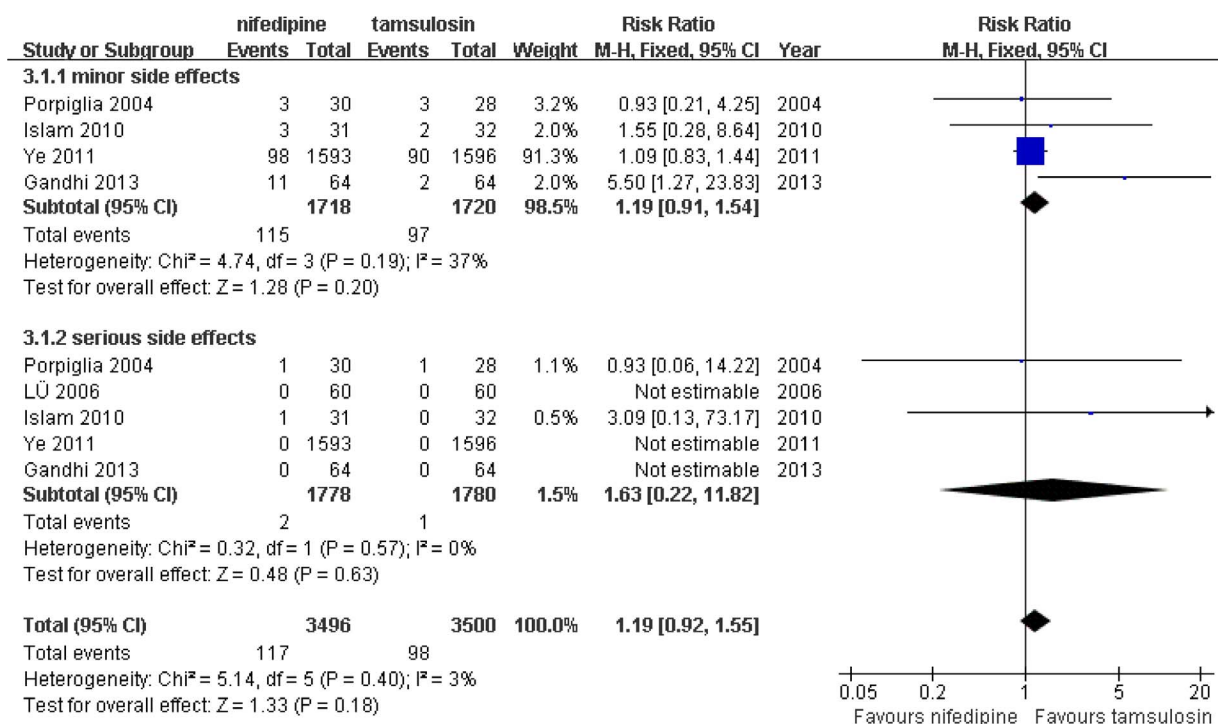 nifedipine tamsulosin Risk Ratio Risk Ratio
Study or Subgroup Events Total Events Total Weight M-H, Fixed, 95% CI Year M-H, Fixed, 95% CI
3.1.1 minor side effects
Porpiglia 2004 3 30 3 28 3.2% 0.93 [0.21, 4.25] 2004
Islam 2010 3 31 2 32 2.0% 1.55 [0.28, 8.64] 2010
Ye 2011 98 1593 90 1596 91.3% 1.09 [0.83, 1.44] 2011
Gandhi 2013 11 64 2 64 2.0% 5.50 [1.27, 23.83] 2013
Subtotal (95% CI) 1718 1720 98.5% 1.19 [0.91, 1.54]
Total events 115 97
Heterogeneity: Chi² = 4.74, df = 3 (P = 0.19); I² = 37%
Test for overall effect: Z = 1.28 (P = 0.20)
3.1.2 serious side effects
Porpiglia 2004 1 30 1 28 1.1% 0.93 [0.06, 14.22] 2004
LÜ 2006 0 60 0 60 Not estimable 2006
Islam 2010 1 31 0 32 0.5% 3.09 [0.13, 73.17] 2010
Ye 2011 0 1593 0 1596 Not estimable 2011
Gandhi 2013 0 64 0 64 Not estimable 2013
Subtotal (95% CI) 1778 1780 1.5% 1.63 [0.22, 11.82]
Total events 2 1
Heterogeneity: Chi² = 0.32, df = 1 (P = 0.57); I² = 0%
Test for overall effect: Z = 0.48 (P = 0.63)
Total (95% CI) 3496 3500 100.0% 1.19 [0.92, 1.55]
Total events 117 98
Heterogeneity: Chi² = 5.14, df = 5 (P = 0.40); I² = 3%
Test for overall effect: Z = 1.33 (P = 0.18)
0.05 0.2 1 5 20
Favours nifedipine Favours tamsulosin